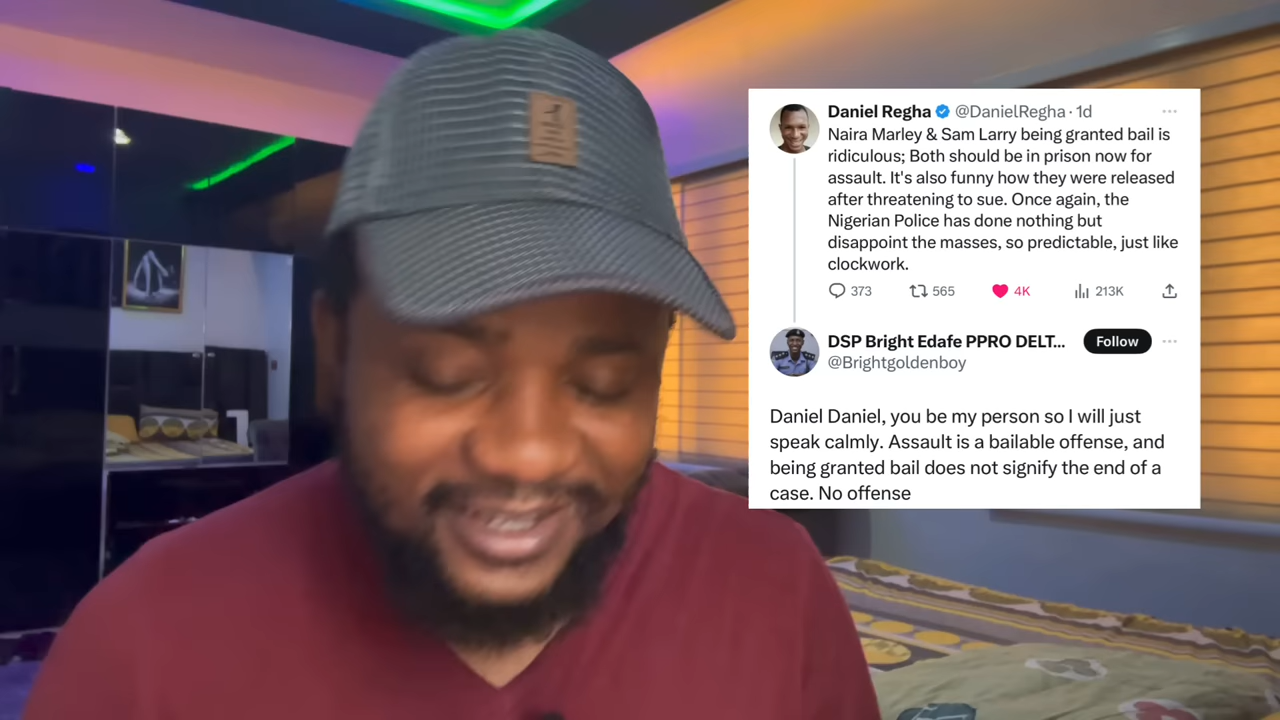 Daniel Regha @DanielRegha · 1d
Naira Marley & Sam Larry being granted bail is
ridiculous; Both should be in prison now for
assault. It's also funny how they were released
after threatening to sue. Once again, the
Nigerian Police has done nothing but
disappoint the masses, so predictable, just like
clockwork.
373 565 4K 213K
DSP Bright Edafe PPRO DELT... Follow
@Brightgoldenboy
Daniel Daniel, you be my person so I will just
speak calmly. Assault is a bailable offense, and
being granted bail does not signify the end of a
case. No offense